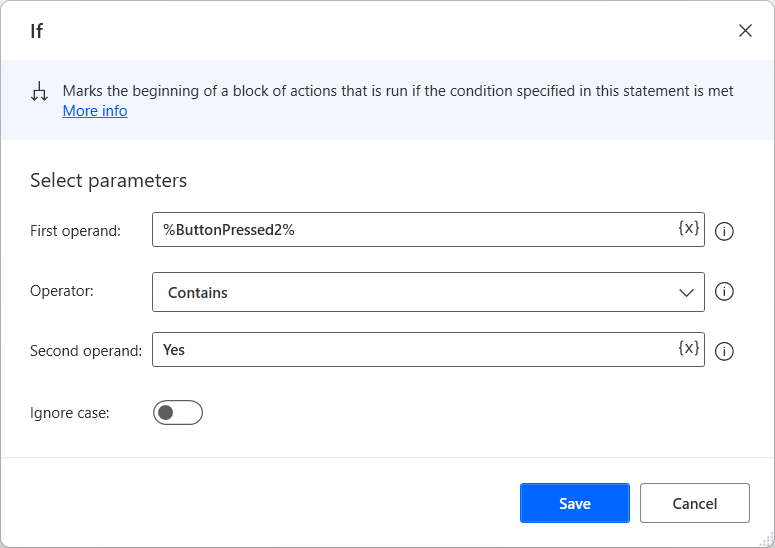 If
Marks the beginning of a block of actions that is run if the condition specified in this statement is met
More info
Select parameters
First operand: %ButtonPressed2% {x}
Operator: Contains
Second operand: Yes {x}
Ignore case:
Save Cancel